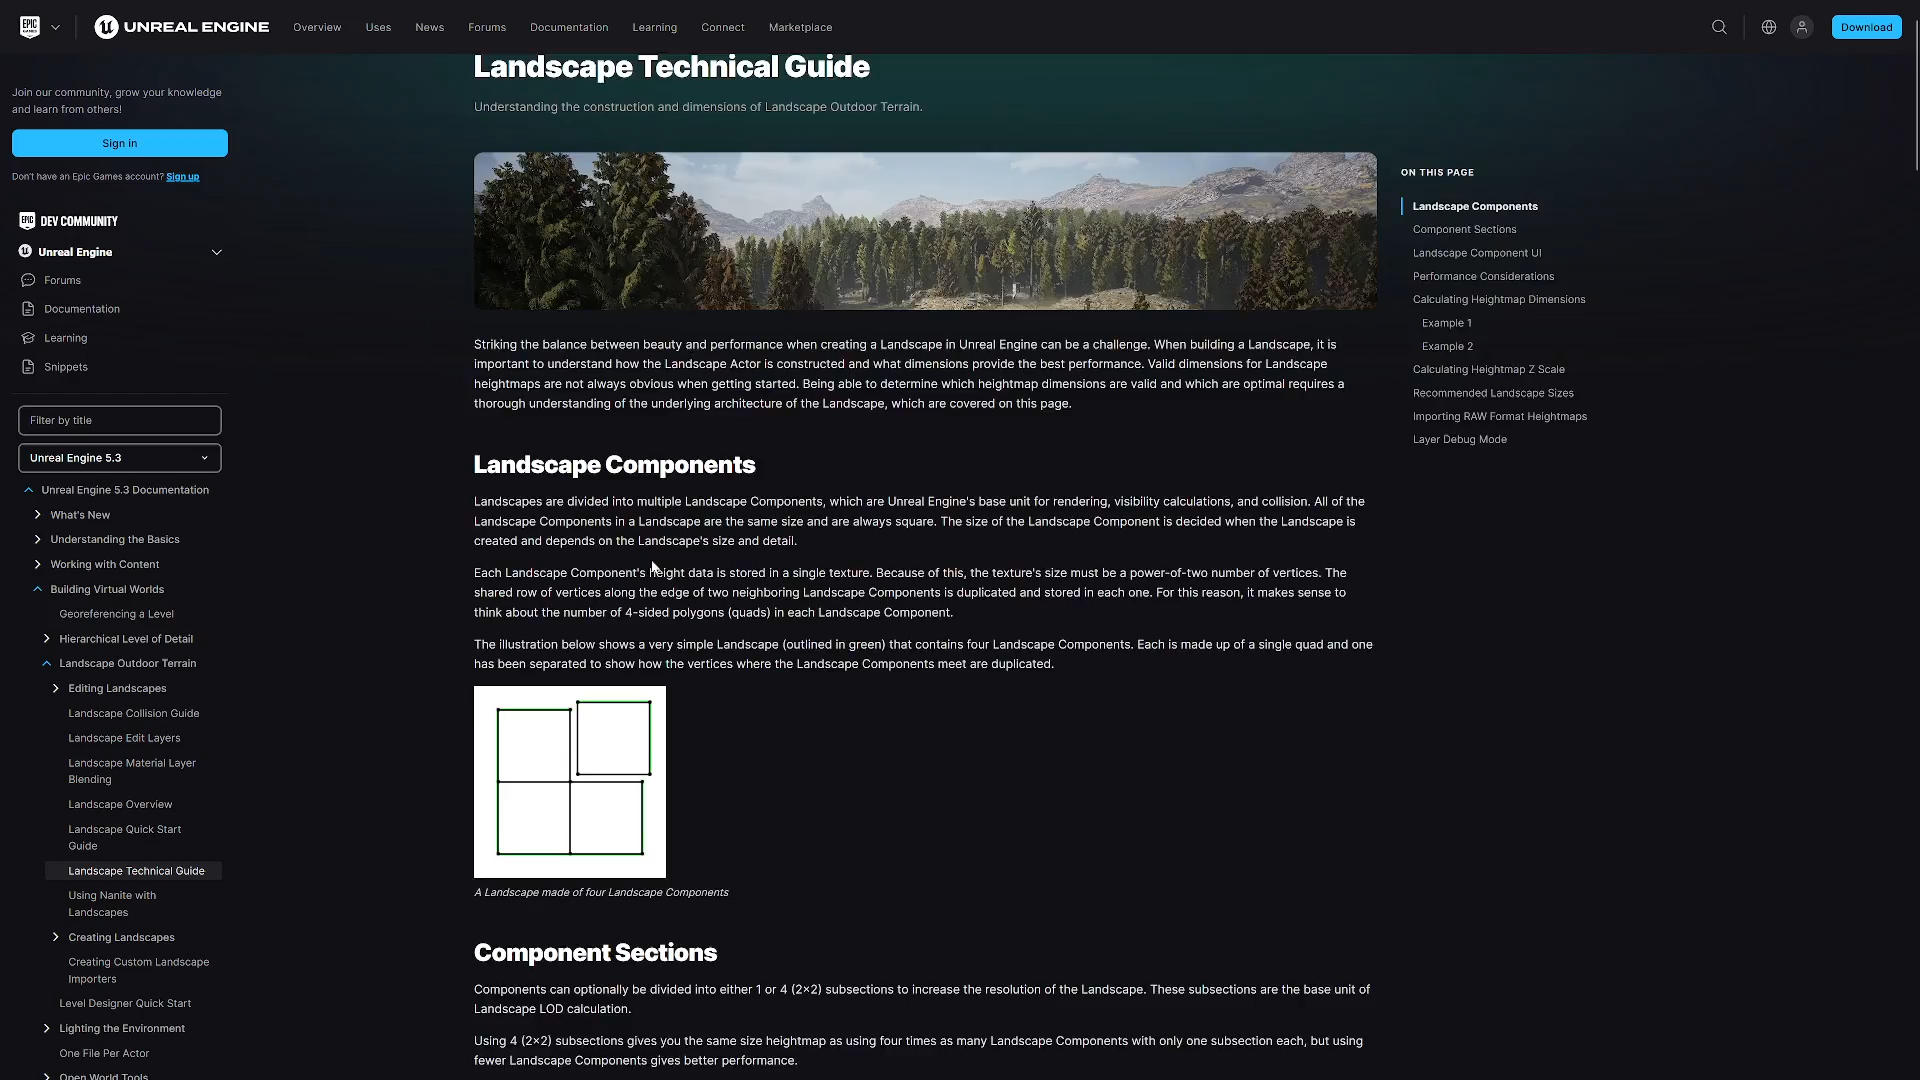 EPIC GAMES
UNREAL ENGINE
Overview
Uses
News
Forums
Documentation
Learning
Connect
Marketplace
Download
Join our community, grow your knowledge
and learn from others!
Sign in
Don't have an Epic Games account? Sign up
EPIC GAMES DEV COMMUNITY
Unreal Engine
Forums
Documentation
Learning
Snippets
Filter by title
Unreal Engine 5.3
Unreal Engine 5.3 Documentation
What's New
Understanding the Basics
Working with Content
Building Virtual Worlds
Georeferencing a Level
Hierarchical Level of Detail
Landscape Outdoor Terrain
Editing Landscapes
Landscape Collision Guide
Landscape Edit Layers
Landscape Material Layer
Blending
Landscape Overview
Landscape Quick Start
Guide
Landscape Technical Guide
Using Nanite with
Landscapes
Creating Landscapes
Creating Custom Landscape
Importers
Level Designer Quick Start
Lighting the Environment
One File Per Actor
Open World Tools
Landscape Technical Guide
Understanding the construction and dimensions of Landscape Outdoor Terrain.
Striking the balance between beauty and performance when creating a Landscape in Unreal Engine can be a challenge. When building a Landscape, it is
important to understand how the Landscape Actor is constructed and what dimensions provide the best performance. Valid dimensions for Landscape
heightmaps are not always obvious when getting started. Being able to determine which heightmap dimensions are valid and which are optimal requires a
thorough understanding of the underlying architecture of the Landscape, which are covered on this page.
Landscape Components
Landscapes are divided into multiple Landscape Components, which are Unreal Engine's base unit for rendering, visibility calculations, and collision. All of the
Landscape Components in a Landscape are the same size and are always square. The size of the Landscape Component is decided when the Landscape is
created and depends on the Landscape's size and detail.
Each Landscape Component's height data is stored in a single texture. Because of this, the texture's size must be a power-of-two number of vertices. The
shared row of vertices along the edge of two neighboring Landscape Components is duplicated and stored in each one. For this reason, it makes sense to
think about the number of 4-sided polygons (quads) in each Landscape Component.
The illustration below shows a very simple Landscape (outlined in green) that contains four Landscape Components. Each is made up of a single quad and one
has been separated to show how the vertices where the Landscape Components meet are duplicated.
A Landscape made of four Landscape Components
Component Sections
Components can optionally be divided into either 1 or 4 (2×2) subsections to increase the resolution of the Landscape. These subsections are the base unit of
Landscape LOD calculation.
Using 4 (2×2) subsections gives you the same size heightmap as using four times as many Landscape Components with only one subsection each, but using
fewer Landscape Components gives better performance.
ON THIS PAGE
Landscape Components
Component Sections
Landscape Component UI
Performance Considerations
Calculating Heightmap Dimensions
Example 1
Example 2
Calculating Heightmap Z Scale
Recommended Landscape Sizes
Importing RAW Format Heightmaps
Layer Debug Mode